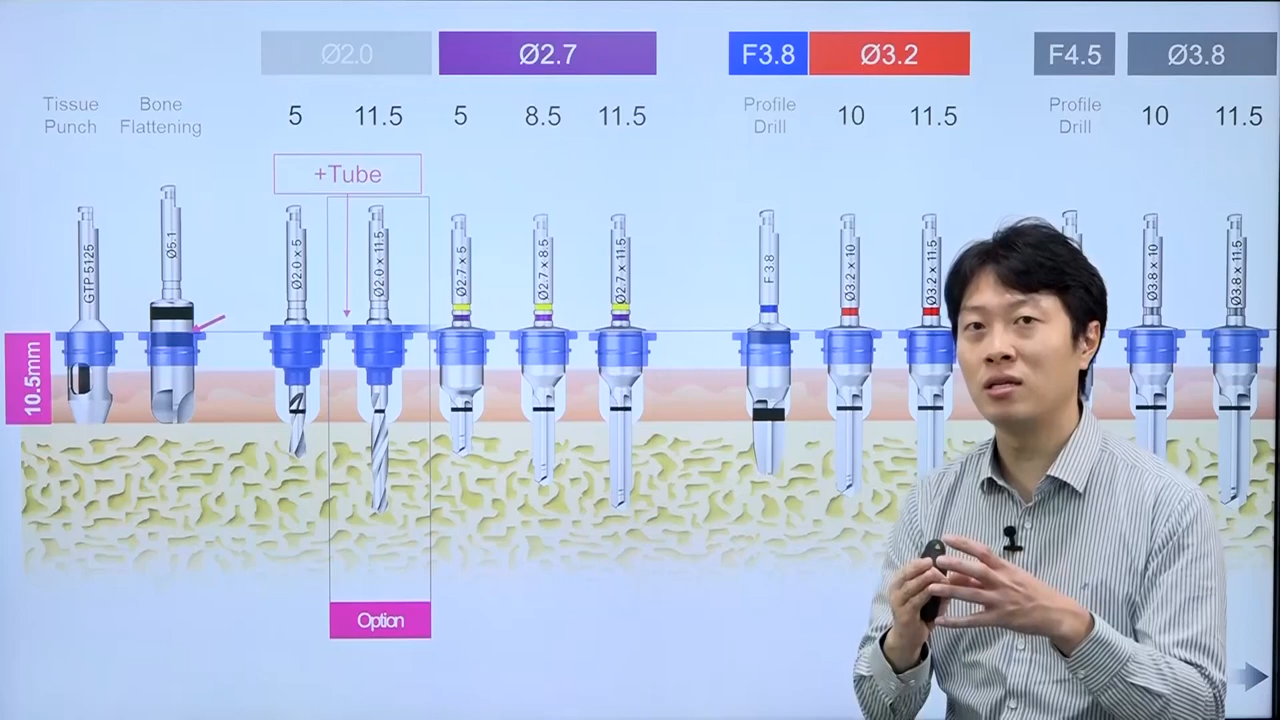 Ø2.0
Ø2.7
F3.8
Ø3.2
F4.5
Ø3.8
Tissue
Punch
Bone
Flattening
5
11.5
5
8.5
11.5
Profile
Drill
10
11.5
Profile
Drill
10
11.5
+Tube
GTP 5125
Ø5.1
Ø2.0 x 5
Ø2.0 x 11.5
Ø2.7 x 5
Ø2.7 x 8.5
Ø2.7 x 11.5
F 3.8
Ø3.2 x 10
Ø3.2 x 11.5
Ø3.8 x 10
Ø3.8 x 11.5
10.5mm
Option